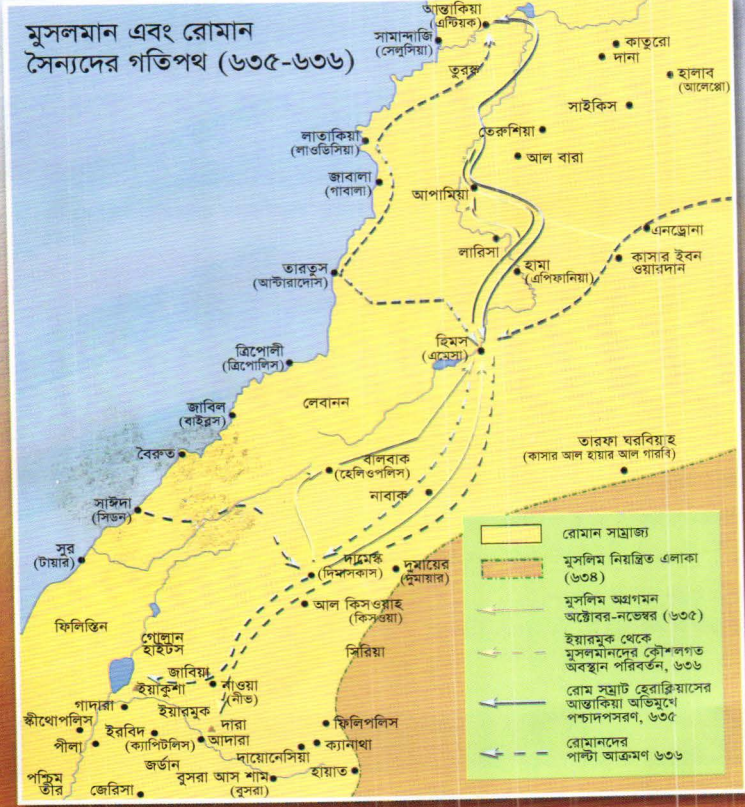 মুসলমান এবং রোমান
সৈন্যদের গতিপথ (৬৩৫-৬৩৬)
আন্তাকিয়া
(এন্টিয়ক)
সামান্দাজি
(সেলুসিয়া)
তুরস্ক
কাতুরো
দানা
হালাব
(আলেপ্পো)
সাইকিস
তেরুশিয়া
আল বারা
লাতাকিয়া
(লাওডিসিয়া)
জাবালা
(গাবালা)
আপামিয়া
লারিসা
এনড্রোনা
কাসার ইবন
ওয়ারদান
তারতুস
(আন্টারাদোস)
হামা
(এপিফানিয়া)
হিমস
(এমেসা)
ত্রিপোলী
(ত্রিপোলিস)
লেবানন
জাবিল
(বাইব্লস)
বৈরুত
বালবাক
(হেলিওপলিস)
নাবাক
তারফা ঘরবিয়াহ
(কাসার আল হায়ার আল গারবি)
সাঈদা
(সিডন)
সুর
(টায়ার)
দামেস্ক
(দিমাসকাস)
দুমায়ের
(দুমায়ার)
আল কিসওয়াহ
(কিসওয়া)
ফিলিস্তিন
গোলান
হাইটস
সিরিয়া
জাবিয়া
ইয়াকুশা
নাওয়া
(নীভ)
গাদারা
ইয়ারমুক
স্কীথোপলিস
পীলা
ইরবিদ
(ক্যাপিটলিস)
দারা
আদারা
ফিলিপলিস
ক্যানাথা
দায়োনেসিয়া
জর্ডান
পশ্চিম
তীর
জেরিসা
বুসরা আস শাম
(বুসরা)
হায়াত
রোমান সাম্রাজ্য
মুসলিম নিয়ন্ত্রিত এলাকা
(৬৩৪)
মুসলিম অগ্রগমন
অক্টোবর-নভেম্বর (৬৩৫)
ইয়ারমুক থেকে
মুসলমানদের কৌশলগত
অবস্থান পরিবর্তন, ৬৩৬
রোম সম্রাট হেরাক্লিয়াসের
আন্তাকিয়া অভিমুখে
পশ্চাদপসরণ, ৬৩৫
রোমানদের
পাল্টা আক্রমণ ৬৩৬